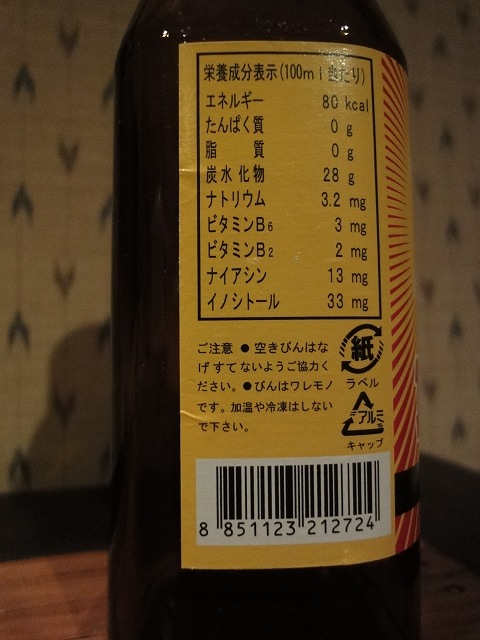 栄養成分表示(100ml当たり)
エネルギー 80 kcal
たんぱく質 0 g
脂 質 0 g
炭水化物 28 g
ナトリウム 3.2 mg
ビタミンB6 3 mg
ビタミンB2 2 mg
ナイアシン 13 mg
イノシトール 33 mg
ご注意 ● 空きびんはな
げすてないようご協力く
ださい。●びんはワレモノ
です。加温や冷凍はしない
で下さい。
紙
ラベル
アルミ
キャップ
8 851123 212724